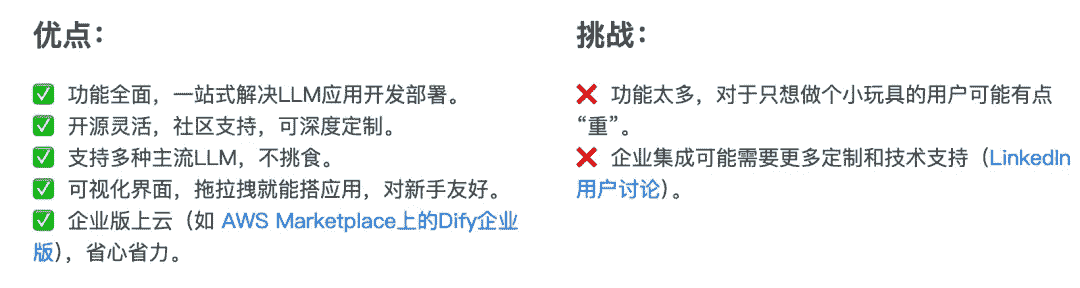 优点：
✅ 功能全面，一站式解决LLM应用开发部署。
✅ 开源灵活，社区支持，可深度定制。
✅ 支持多种主流LLM，不挑食。
✅ 可视化界面，拖拉拽就能搭应用，对新手友好。
✅ 企业版上云（如 AWS Marketplace上的Dify企业
版），省心省力。
挑战：
❌ 功能太多，对于只想做个小玩具的用户可能有点
“重”。
❌ 企业集成可能需要更多定制和技术支持（LinkedIn
用户讨论）。